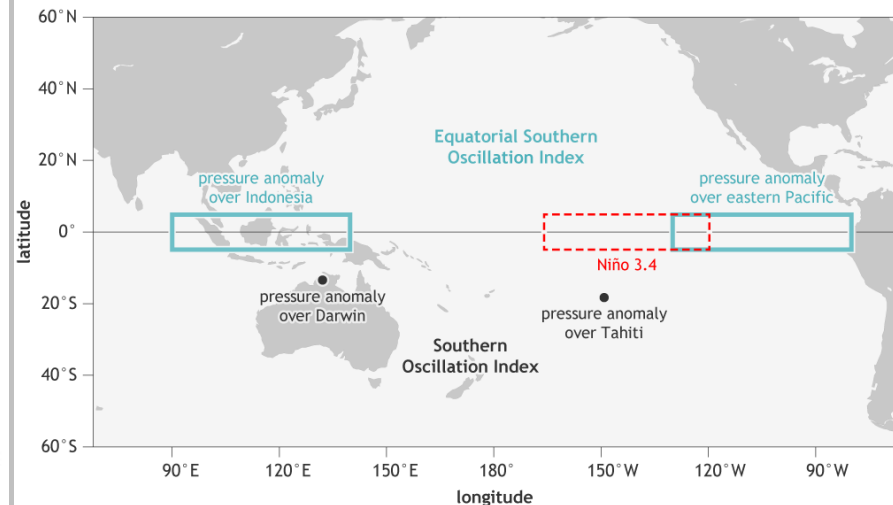 60°N
40°N
Equatorial Southern
Oscillation Index
20°N
pressure anomaly
over Indonesia
pressure anomaly
over eastern Pacific
latitude
0°
Niño 3.4
20°S
pressure anomaly
over Darwin
pressure anomaly
over Tahiti
Southern
Oscillation Index
40°S
60°S
90°E
120°E
150°E
180°
150°W
120°W
90°W
longitude